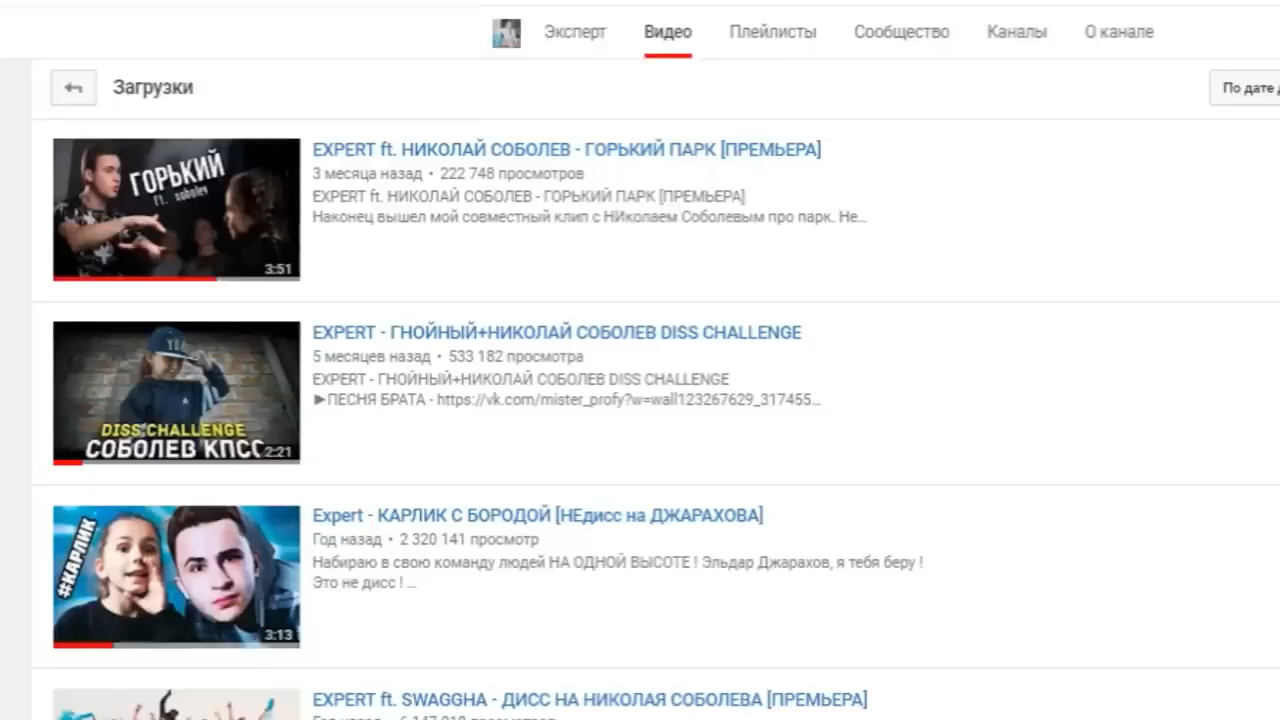 Эксперт Видео Плейлисты Сообщество Каналы О канале
Загрузки
По дате
ГОРЬКИЙ
ft. sobolev
3:51
EXPERT ft. НИКОЛАЙ СОБОЛЕВ - ГОРЬКИЙ ПАРК [ПРЕМЬЕРА]
3 месяца назад • 222 748 просмотров
EXPERT ft. НИКОЛАЙ СОБОЛЕВ - ГОРЬКИЙ ПАРК [ПРЕМЬЕРА]
Наконец вышел мой совместный клип с НИколаем Соболевым про парк. Не...
DISS CHALLENGE
СОБОЛЕВ КПСС
2:21
EXPERT - ГНОЙНЫЙ+НИКОЛАЙ СОБОЛЕВ DISS CHALLENGE
5 месяцев назад • 533 182 просмотра
EXPERT - ГНОЙНЫЙ+НИКОЛАЙ СОБОЛЕВ DISS CHALLENGE
►ПЕСНЯ БРАТА - https://vk.com/mister_profy?w=wall123267629_317455...
#КАРЛИК
3:13
Expert - КАРЛИК С БОРОДОЙ [НЕдисс на ДЖАРАХОВА]
Год назад • 2 320 141 просмотр
Набираю в свою команду людей НА ОДНОЙ ВЫСОТЕ ! Эльдар Джарахов, я тебя беру !
Это не дисс ! ...
EXPERT ft. SWAGGHA - ДИСС НА НИКОЛАЯ СОБОЛЕВА [ПРЕМЬЕРА]